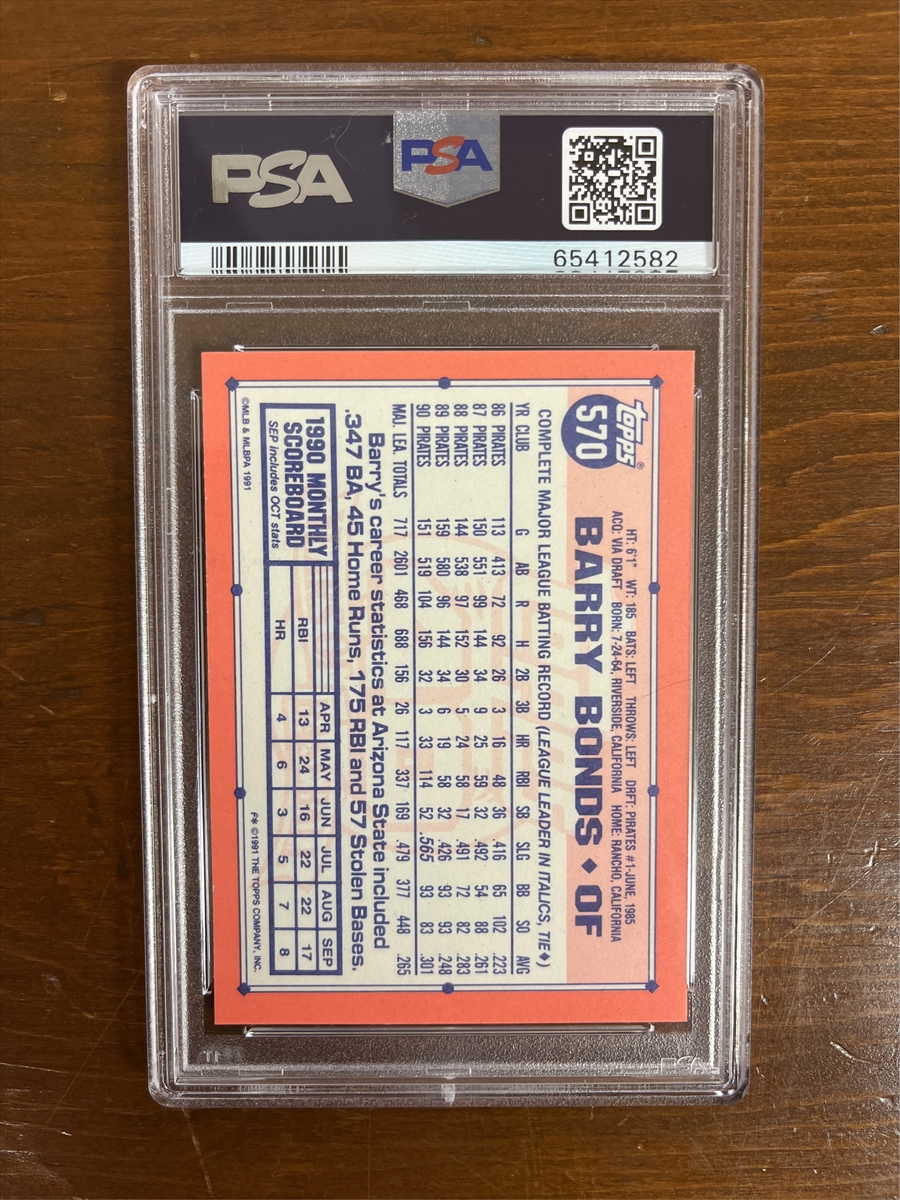 PSA
PSA
65412582
topps®
570
HT: 6'1" WT: 185 BATS: LEFT THROWS: LEFT DRFT: PIRATES #1-JUNE, 1985
ACQ: VIA DRAFT BORN: 7-24-64, RIVERSIDE, CALIFORNIA HOME: RANCHO, CALIFORNIA
BARRY BONDS ◆ OF
COMPLETE MAJOR LEAGUE BATTING RECORD (LEAGUE LEADER IN ITALICS, TIE◆)
YR CLUB G AB R H 2B 3B HR RBI SB SLG BB SO AVG
86 PIRATES 113 413 72 92 26 3 16 48 36 .416 65 102 .223
87 PIRATES 150 551 99 144 34 9 25 59 32 .492 54 88 .261
88 PIRATES 144 538 97 152 30 5 24 58 17 .491 72 82 .283
89 PIRATES 159 580 96 144 34 6 19 58 32 .426 93 93 .248
90 PIRATES 151 519 104 156 32 3 33 114 52 .565 93 83 .301
MAJ. LEA. TOTALS 717 2601 468 688 156 26 117 337 169 .479 377 448 .265
Barry's career statistics at Arizona State included
.347 BA, 45 Home Runs, 175 RBI and 57 Stolen Bases.
1990 MONTHLY
SCOREBOARD
SEP includes OCT stats
APR MAY JUN JUL AUG SEP
RBI 13 24 16 22 22 17
HR 4 6 3 5 7 8
©MLB & MLBPA 1991
F* ©1991 THE TOPPS COMPANY, INC.
PSA